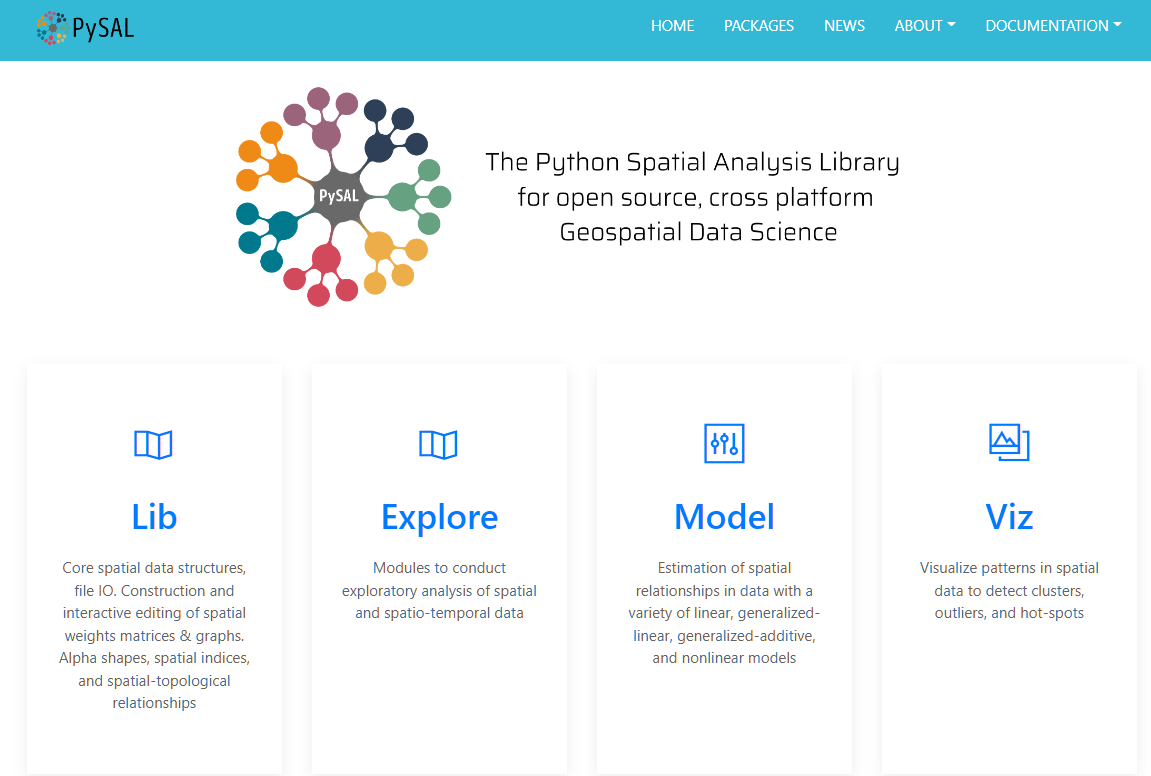 PySAL
HOME
PACKAGES
NEWS
ABOUT
DOCUMENTATION
PySAL
The Python Spatial Analysis Library
for open source, cross platform
Geospatial Data Science
Lib
Core spatial data structures,
file IO. Construction and
interactive editing of spatial
weights matrices & graphs.
Alpha shapes, spatial indices,
and spatial-topological
relationships
Explore
Modules to conduct
exploratory analysis of spatial
and spatio-temporal data
Model
Estimation of spatial
relationships in data with a
variety of linear, generalized-
linear, generalized-additive,
and nonlinear models
Viz
Visualize patterns in spatial
data to detect clusters,
outliers, and hot-spots